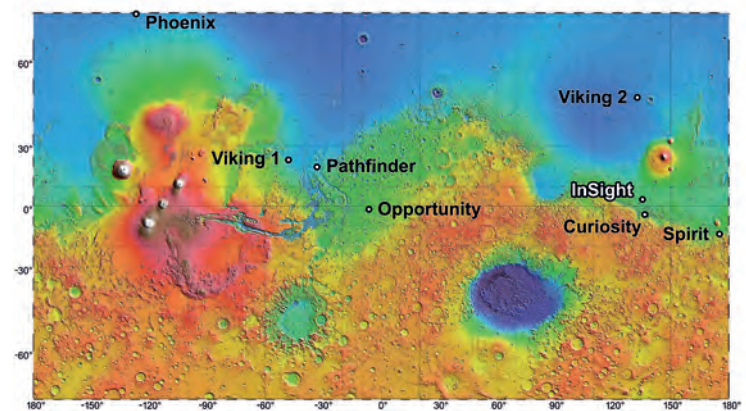 Phoenix
60°
Viking 2
30°
Viking 1
Pathfinder
InSight
0°
Opportunity
Curiosity
Spirit
-30°
-60°
-180°
-150°
-120°
-90°
-60°
-30°
0°
30°
60°
90°
120°
150°
180°